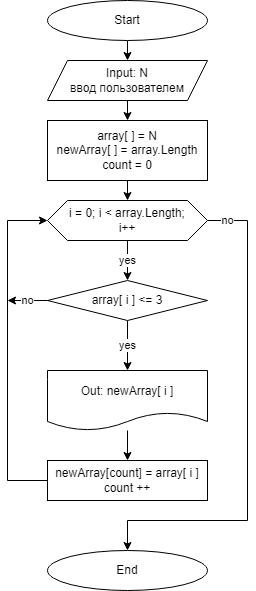 Start
Input: N
ввод пользователем
array[ ] = N
newArray[ ] = array.Length
count = 0
i = 0; i < array.Length;
i++
no
yes
array[ i ] <= 3
no
yes
Out: newArray[ i ]
newArray[count] = array[ i ]
count ++
End